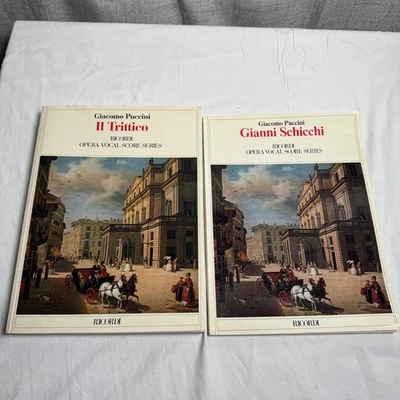 Giacomo Puccini
Il Trittico
RICORDI
OPERA VOCAL SCORE SERIES
RICORDI
Giacomo Puccini
Gianni Schicchi
RICORDI
OPERA VOCAL SCORE SERIES
RICORDI